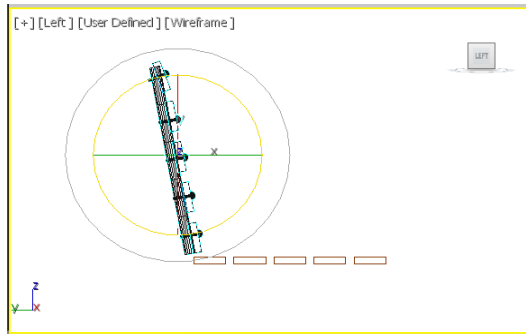 [+] [Left ] [User Defined ] [Wireframe ]
LEFT
z x
z
y x